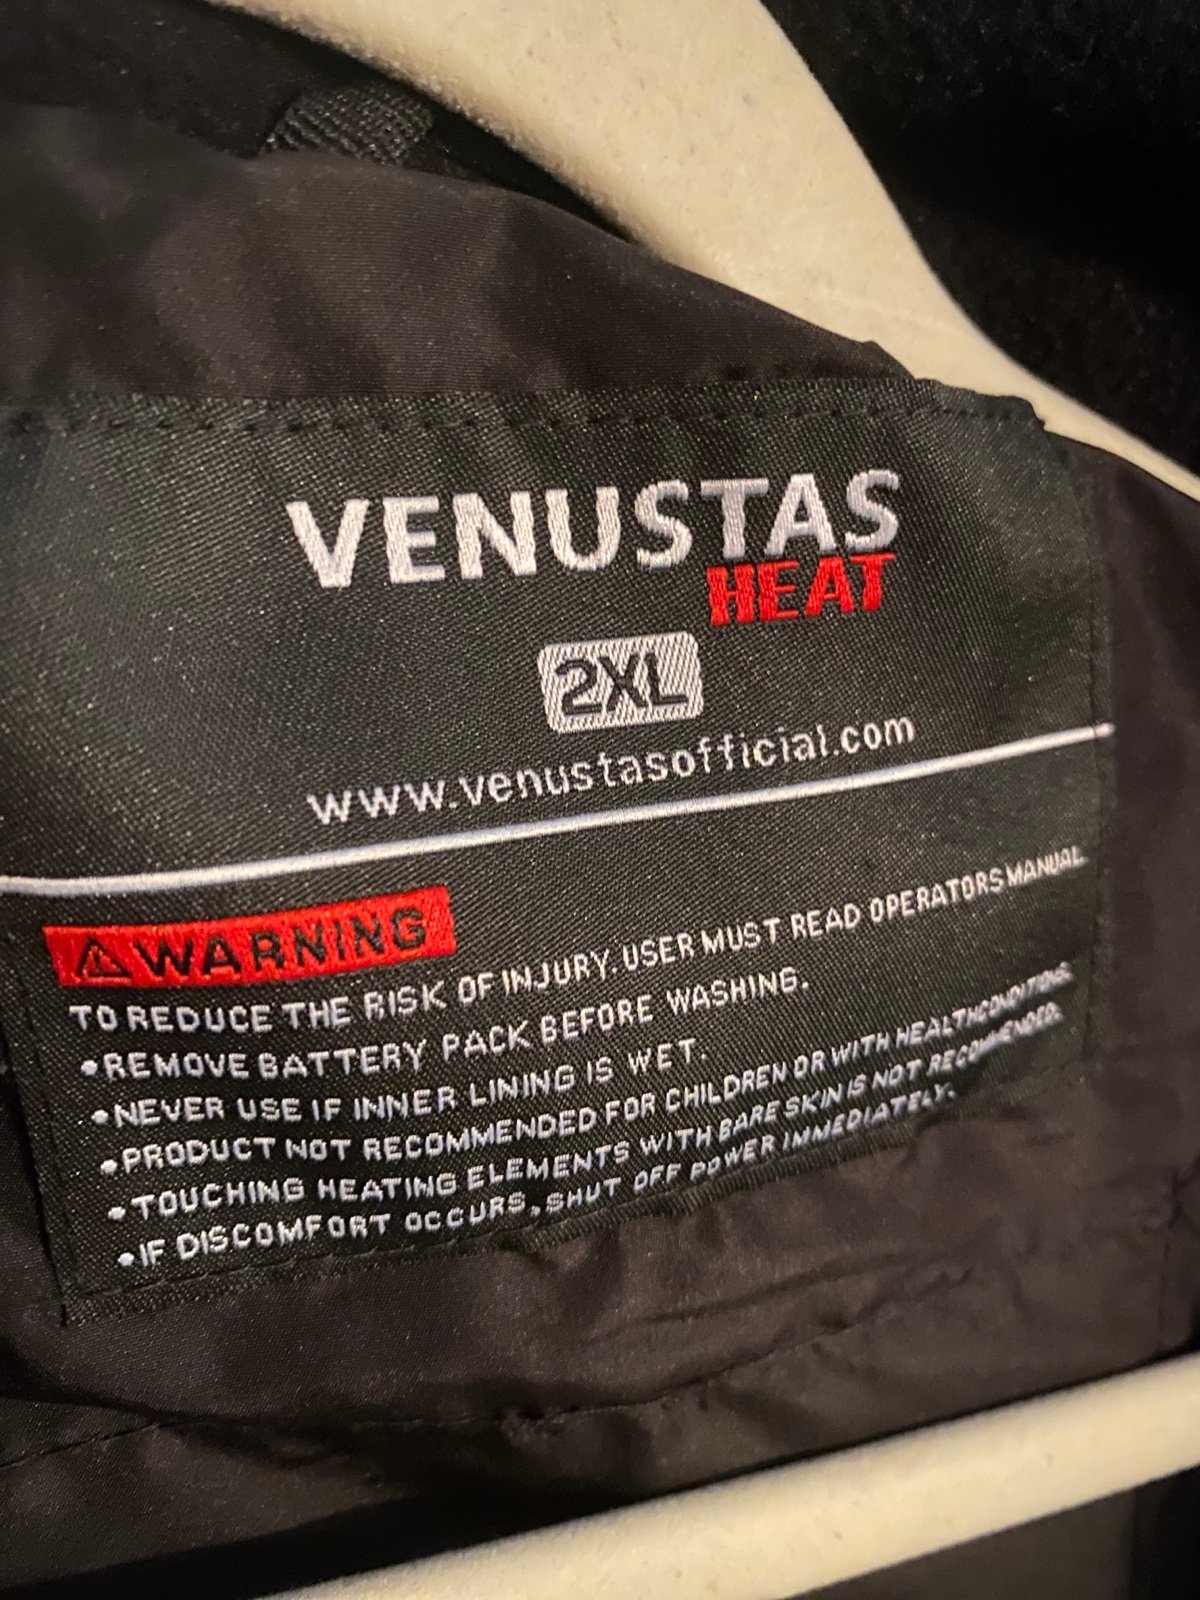 VENUSTAS
HEAT
2XL
www.venustasofficial.com
WARNING
TO REDUCE THE RISK OF INJURY. USER MUST READ OPERATORS MANUAL.
•REMOVE BATTERY PACK BEFORE WASHING.
•NEVER USE IF INNER LINING IS WET.
•PRODUCT NOT RECOMMENDED FOR CHILDREN OR WITH HEALTHCONDITIONS.
•TOUCHING HEATING ELEMENTS WITH BARE SKIN IS NOT RECOMMENDED.
•IF DISCOMFORT OCCURS, SHUT OFF POWER IMMEDIATELY.